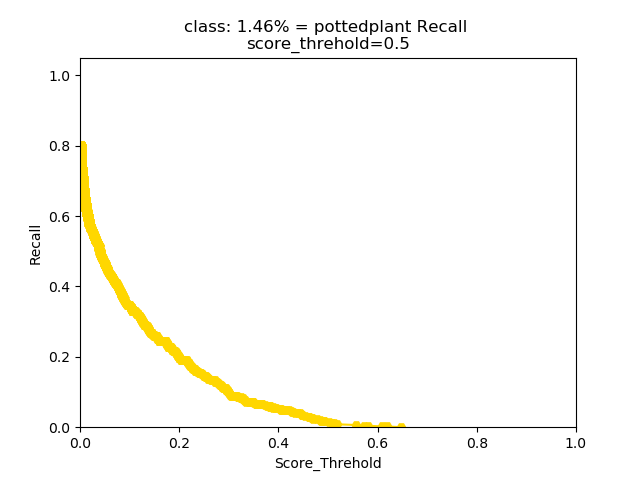 class: 1.46% = pottedplant Recall
score_threhold=0.5
1.0
0.8
0.6
0.4
0.2
0.0
Recall
0.0 0.2 0.4 0.6 0.8 1.0
Score_Threhold